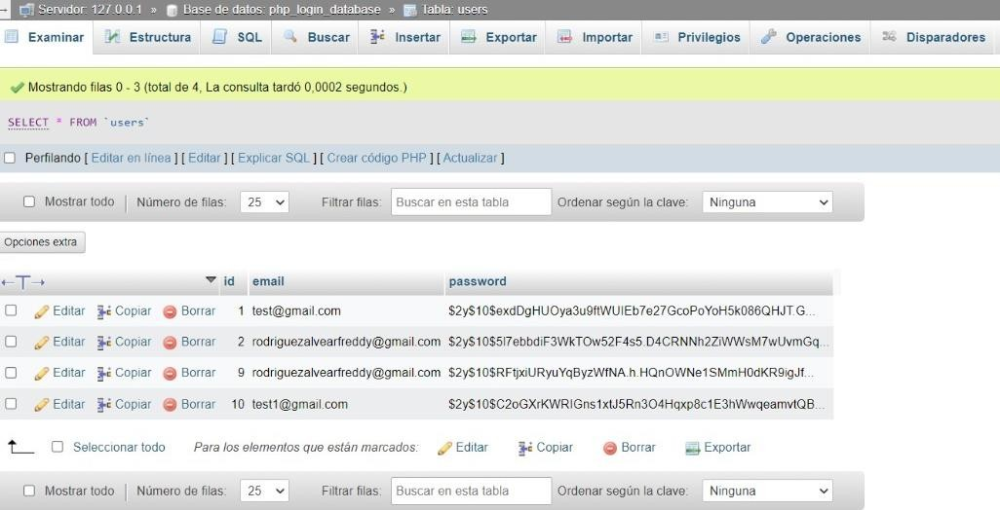 Servidor: 127.0.0.1 » Base de datos: php_login_database » Tabla: users
Examinar Estructura SQL Buscar Insertar Exportar Importar Privilegios Operaciones Disparadores
Mostrando filas 0 - 3 (total de 4, La consulta tardó 0,0002 segundos.)
SELECT * FROM `users`
Perfilando [ Editar en línea ] [ Editar ] [ Explicar SQL ] [ Crear código PHP ] [ Actualizar ]
Mostrar todo Número de filas: 25 Filtrar filas: Buscar en esta tabla Ordenar según la clave: Ninguna
Opciones extra
←T→ id email password
Editar Copiar Borrar 1 test@gmail.com $2y$10$exdDgHUOya3u9ftWUIEb7e27GcoPoYoH5k086QHJT.G...
Editar Copiar Borrar 2 rodriguezalvearfreddy@gmail.com $2y$10$5l7ebbdiF3WkTOw52F4s5.D4CRNNh2ZiWWsM7wUvmGq...
Editar Copiar Borrar 9 rodriguezalvearfreddy@gmail.com $2y$10$RFtjxiURyuYqByzWfNA.h.HQnOWNe1SMmH0dKR9igJf...
Editar Copiar Borrar 10 test1@gmail.com $2y$10$C2oGXrKWRIGns1xtJ5Rn3O4Hqxp8c1E3hWwqeamvtQB...
Seleccionar todo Para los elementos que están marcados: Editar Copiar Borrar Exportar
Mostrar todo Número de filas: 25 Filtrar filas: Buscar en esta tabla Ordenar según la clave: Ninguna